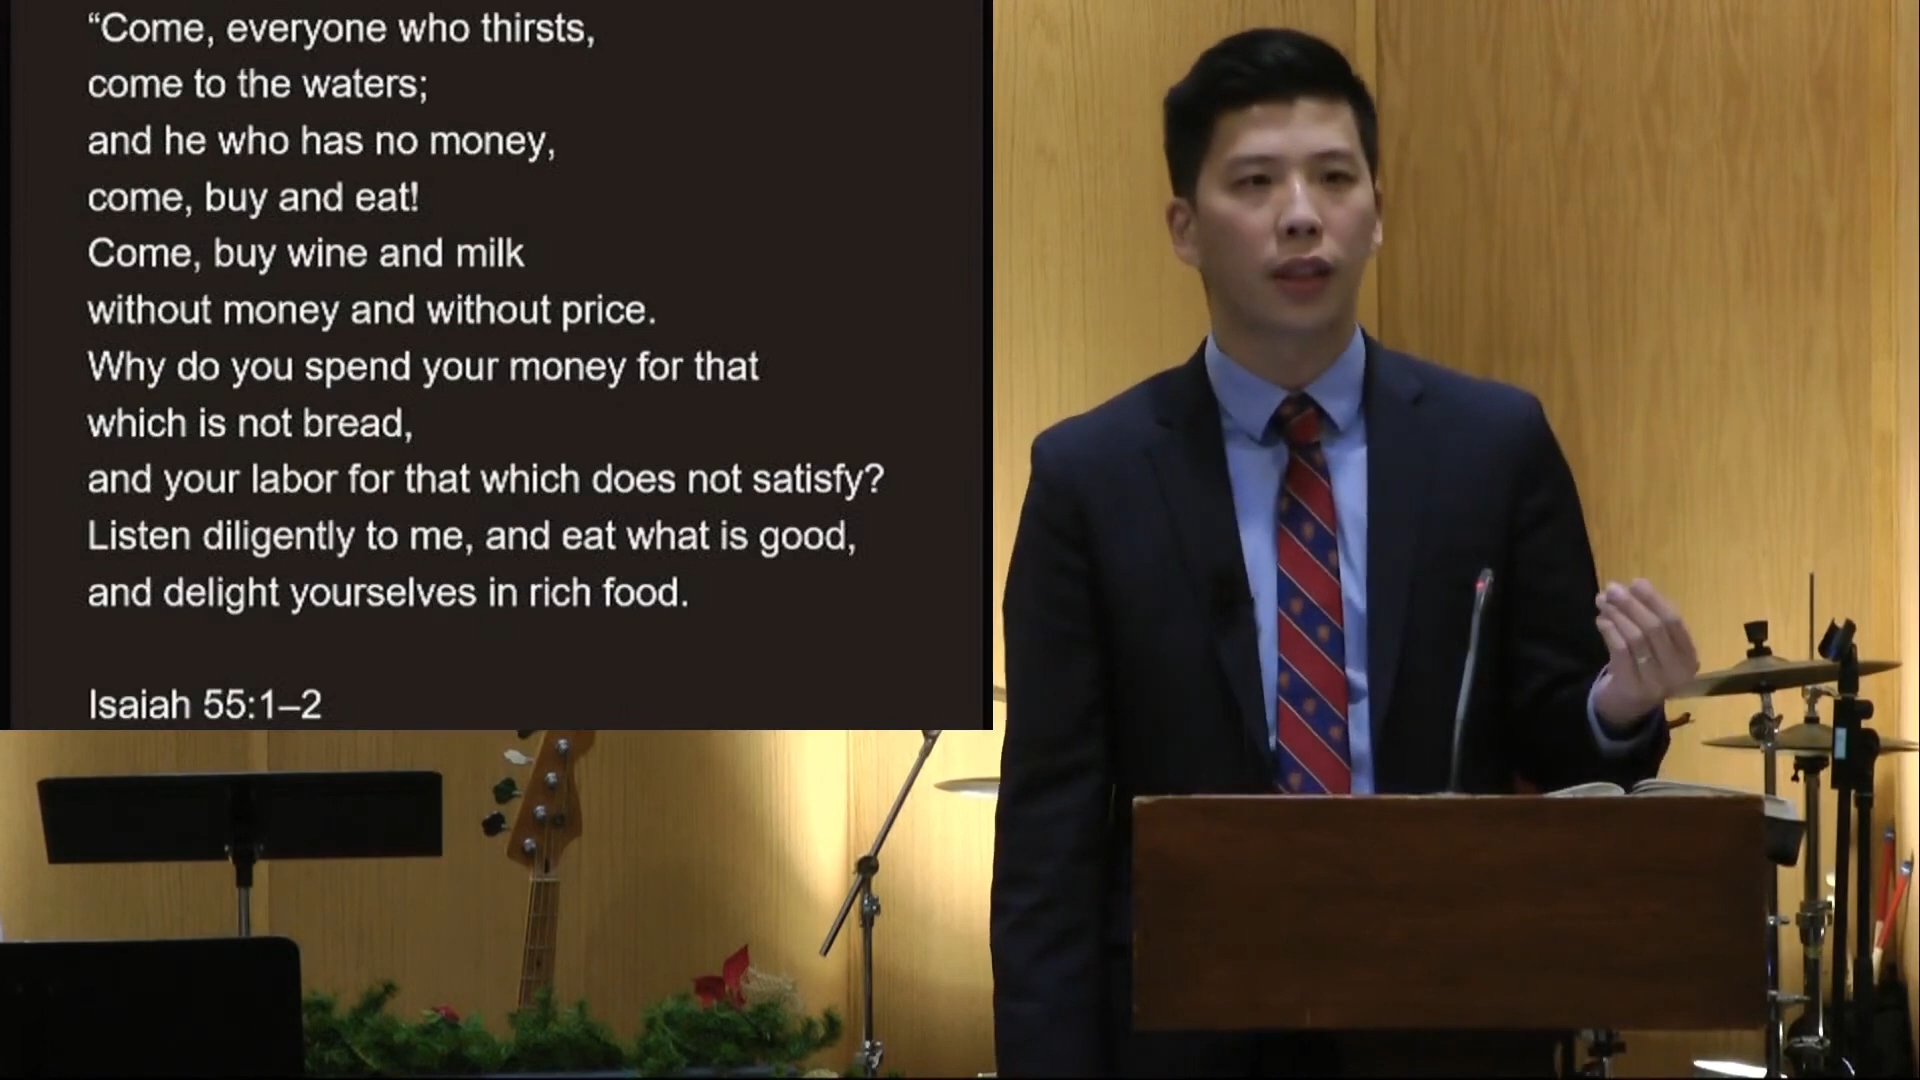 “Come, everyone who thirsts,
come to the waters;
and he who has no money,
come, buy and eat!
Come, buy wine and milk
without money and without price.
Why do you spend your money for that
which is not bread,
and your labor for that which does not satisfy?
Listen diligently to me, and eat what is good,
and delight yourselves in rich food.
Isaiah 55:1–2